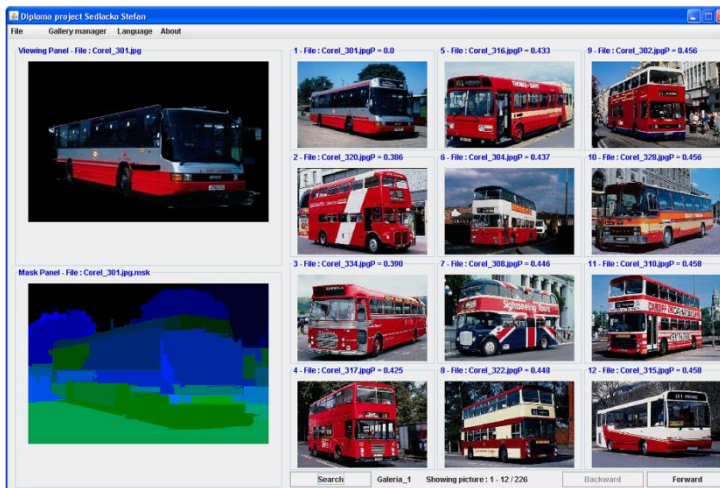 Diploma project Sedlacko Stefan
File Gallery manager Language About
Viewing Panel - File : Corel_301.jpg
Mask Panel - File : Corel_301.jpg.msk
1 - File : Corel_301.jpgP = 0.0
5 - File : Corel_316.jpgP = 0.433
9 - File : Corel_302.jpgP = 0.456
2 - File : Corel_320.jpgP = 0.386
6 - File : Corel_304.jpgP = 0.437
10 - File : Corel_328.jpgP = 0.456
3 - File : Corel_334.jpgP = 0.390
7 - File : Corel_308.jpgP = 0.446
Sightseeing Tours
11 - File : Corel_310.jpgP = 0.458
4 - File : Corel_317.jpgP = 0.425
8 - File : Corel_322.jpgP = 0.448
12 - File : Corel_315.jpgP = 0.458
Search Galeria_1 Showing picture : 1 - 12 / 226 Backward Forward